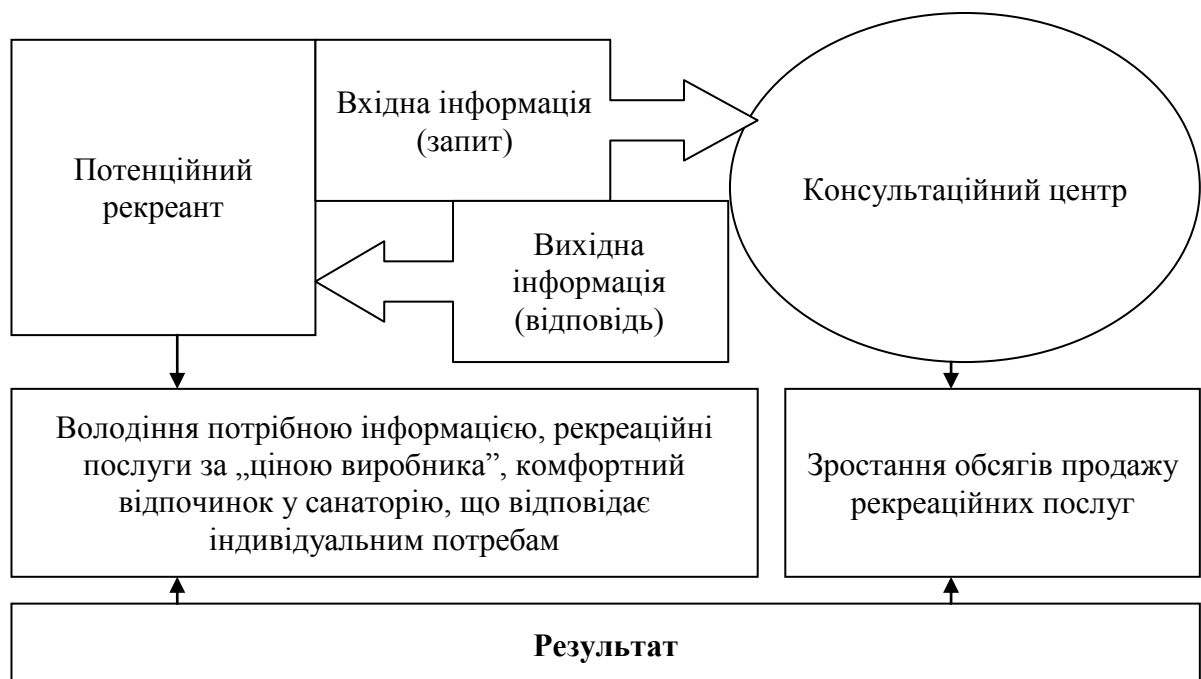 Потенційний
рекреант
Вхідна інформація
(запит)
Вихідна
інформація
(відповідь)
Консультаційний центр
Володіння потрібною інформацією, рекреаційні
послуги за „ціною виробника”, комфортний
відпочинок у санаторію, що відповідає
індивідуальним потребам
Зростання обсягів продажу
рекреаційних послуг
Результат